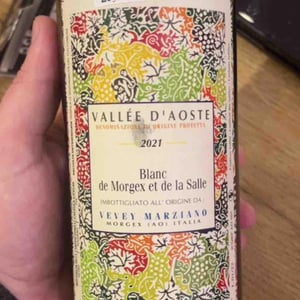 VALLÉE D'AOSTE
DENOMINAZIONE DI ORIGINE PROTETTA
2021
Blanc
de Morgex et de la Salle
IMBOTTIGLIATO ALL' ORIGINE DA
VEVEY MARZIANO
MORGEX (AO) ITALIA